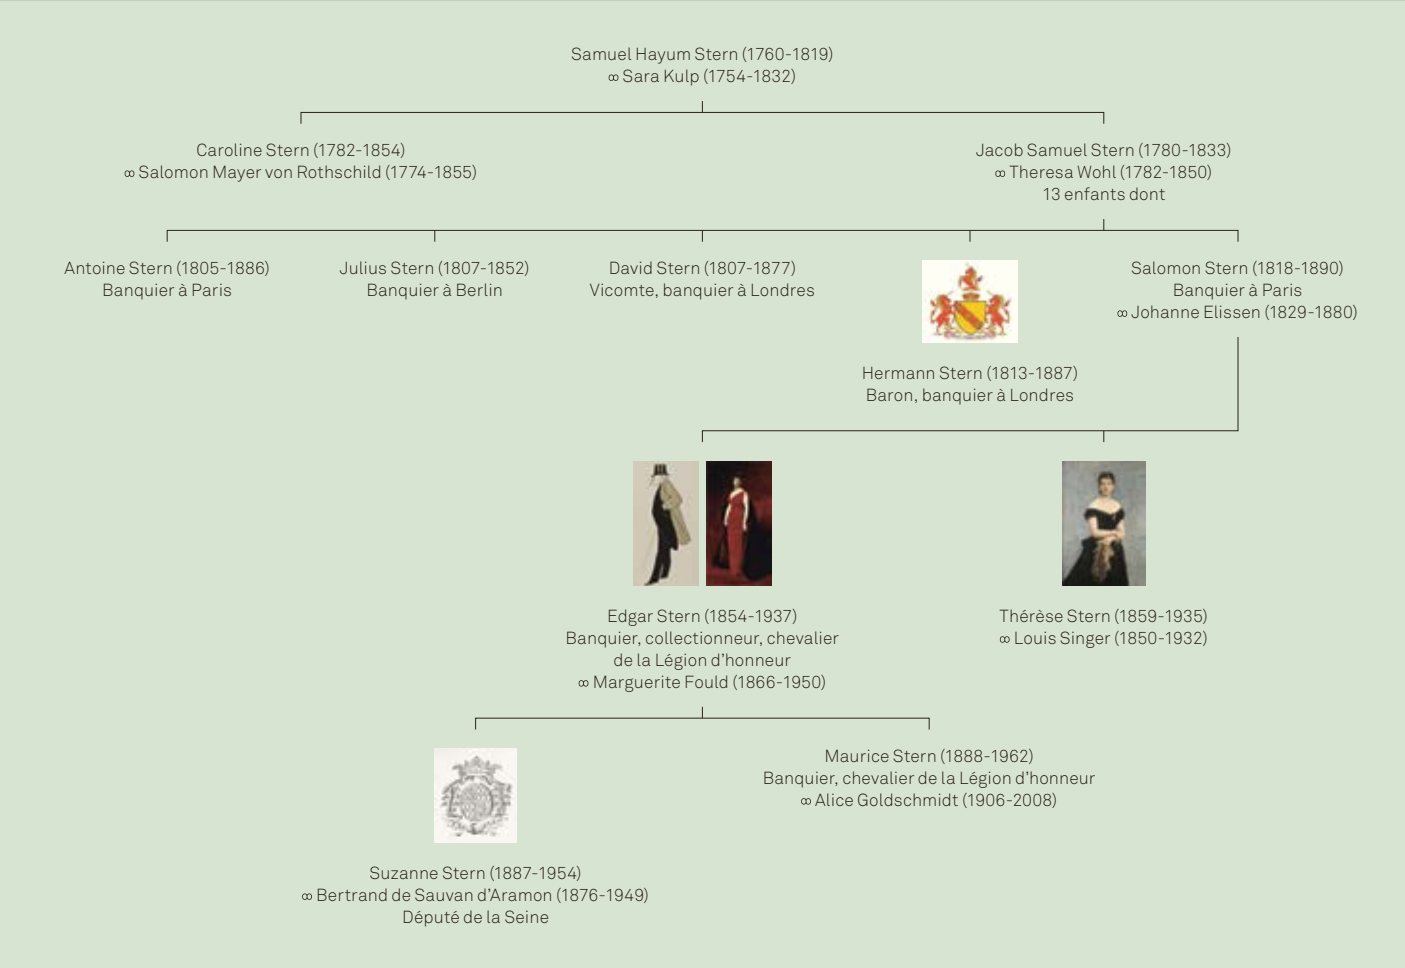 Samuel Hayum Stern (1760-1819)
⚭ Sara Kulp (1754-1832)
Caroline Stern (1782-1854)
⚭ Salomon Mayer von Rothschild (1774-1855)
Jacob Samuel Stern (1780-1833)
⚭ Theresa Wohl (1782-1850)
13 enfants dont
Antoine Stern (1805-1886)
Banquier à Paris
Julius Stern (1807-1852)
Banquier à Berlin
David Stern (1807-1877)
Vicomte, banquier à Londres
Hermann Stern (1813-1887)
Baron, banquier à Londres
Salomon Stern (1818-1890)
Banquier à Paris
⚭ Johanne Elissen (1829-1880)
Edgar Stern (1854-1937)
Banquier, collectionneur, chevalier
de la Légion d’honneur
⚭ Marguerite Fould (1866-1950)
Thérèse Stern (1859-1935)
⚭ Louis Singer (1850-1932)
Suzanne Stern (1887-1954)
⚭ Bertrand de Sauvan d’Aramon (1876-1949)
Député de la Seine
Maurice Stern (1888-1962)
Banquier, chevalier de la Légion d’honneur
⚭ Alice Goldschmidt (1906-2008)